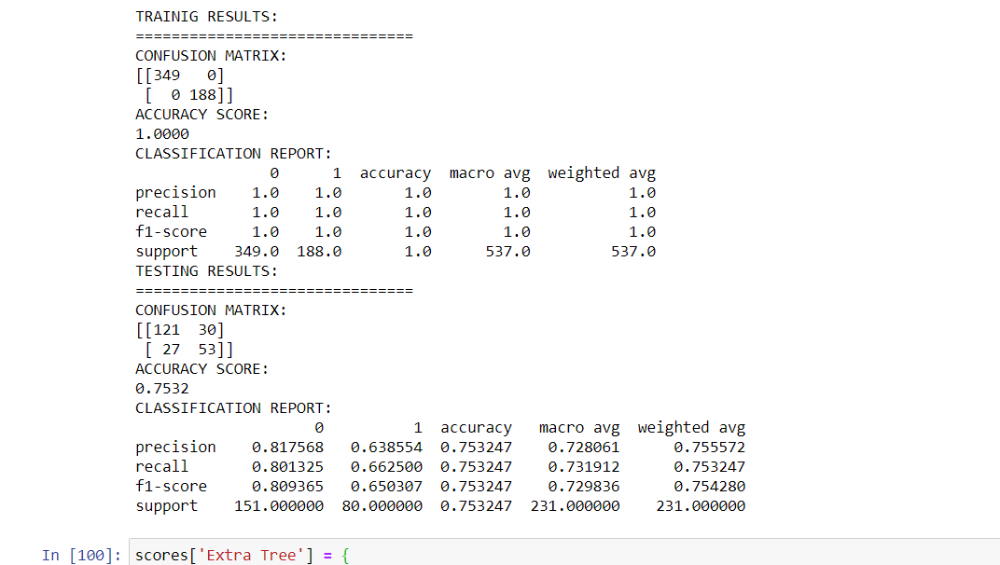 TRAINIG RESULTS:
===============================
CONFUSION MATRIX:
[[349   0]
 [  0 188]]
ACCURACY SCORE:
1.0000
CLASSIFICATION REPORT:
               0      1  accuracy  macro avg  weighted avg
precision    1.0    1.0       1.0        1.0           1.0
recall       1.0    1.0       1.0        1.0           1.0
f1-score     1.0    1.0       1.0        1.0           1.0
support    349.0  188.0       1.0      537.0         537.0
TESTING RESULTS:
===============================
CONFUSION MATRIX:
[[121  30]
 [ 27  53]]
ACCURACY SCORE:
0.7532
CLASSIFICATION REPORT:
                    0          1  accuracy   macro avg  weighted avg
precision    0.817568   0.638554  0.753247    0.728061      0.755572
recall       0.801325   0.662500  0.753247    0.731912      0.753247
f1-score     0.809365   0.650307  0.753247    0.729836      0.754280
support    151.000000  80.000000  0.753247  231.000000    231.000000
In [100]: scores['Extra Tree'] = {